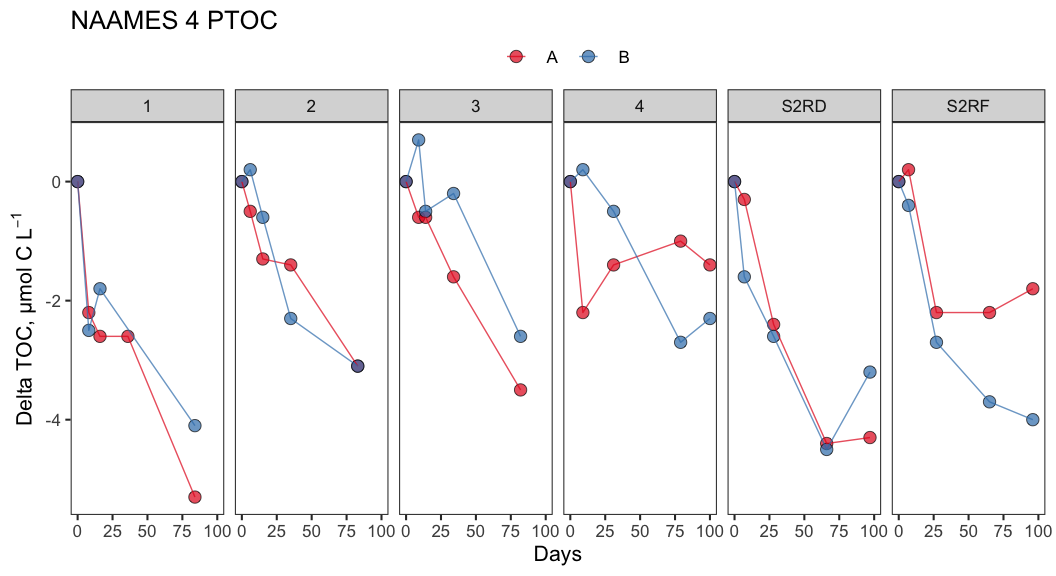 NAAMES 4 PTOC
A B
1 2 3 4 S2RD S2RF
Delta TOC, μmol C L⁻¹
0
-2
-4
0 25 50 75 100 0 25 50 75 100 0 25 50 75 100 0 25 50 75 100 0 25 50 75 100 0 25 50 75 100
Days